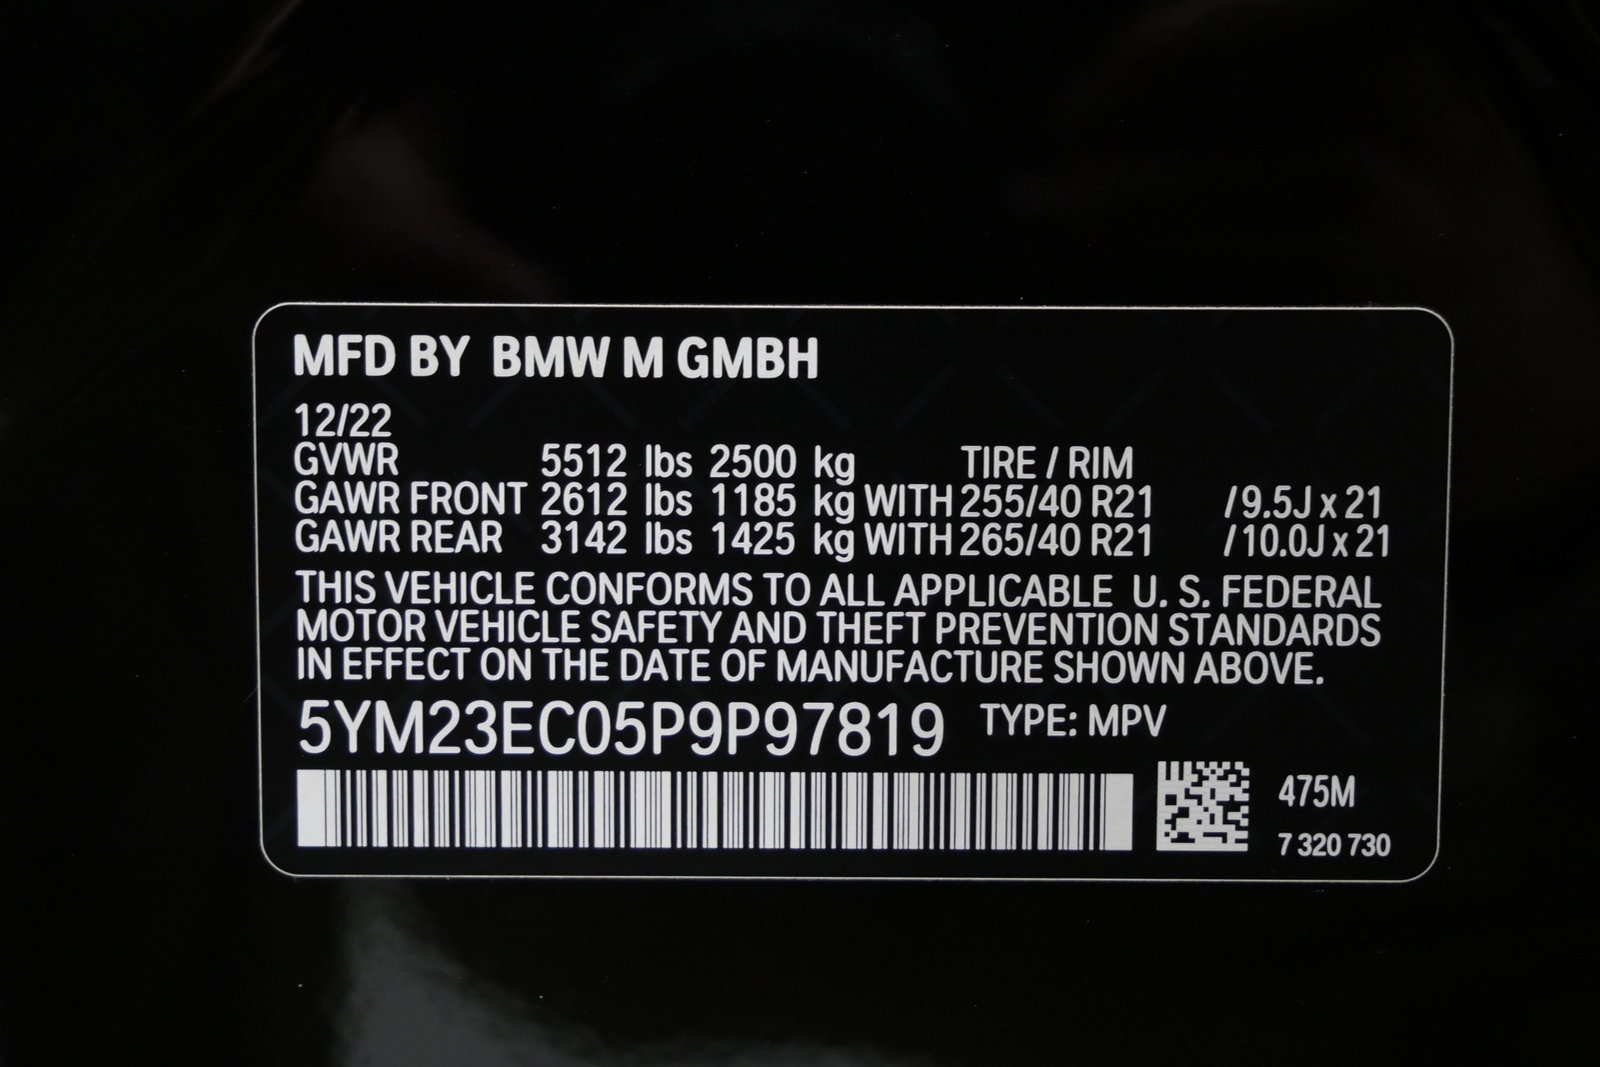 MFD BY BMW M GMBH
12/22
GVWR 5512 lbs 2500 kg TIRE / RIM
GAWR FRONT 2612 lbs 1185 kg WITH 255/40 R21 /9.5J x 21
GAWR REAR 3142 lbs 1425 kg WITH 265/40 R21 /10.0J x 21
THIS VEHICLE CONFORMS TO ALL APPLICABLE U. S. FEDERAL
MOTOR VEHICLE SAFETY AND THEFT PREVENTION STANDARDS
IN EFFECT ON THE DATE OF MANUFACTURE SHOWN ABOVE.
5YM23EC05P9P97819 TYPE: MPV
475M
7 320 730